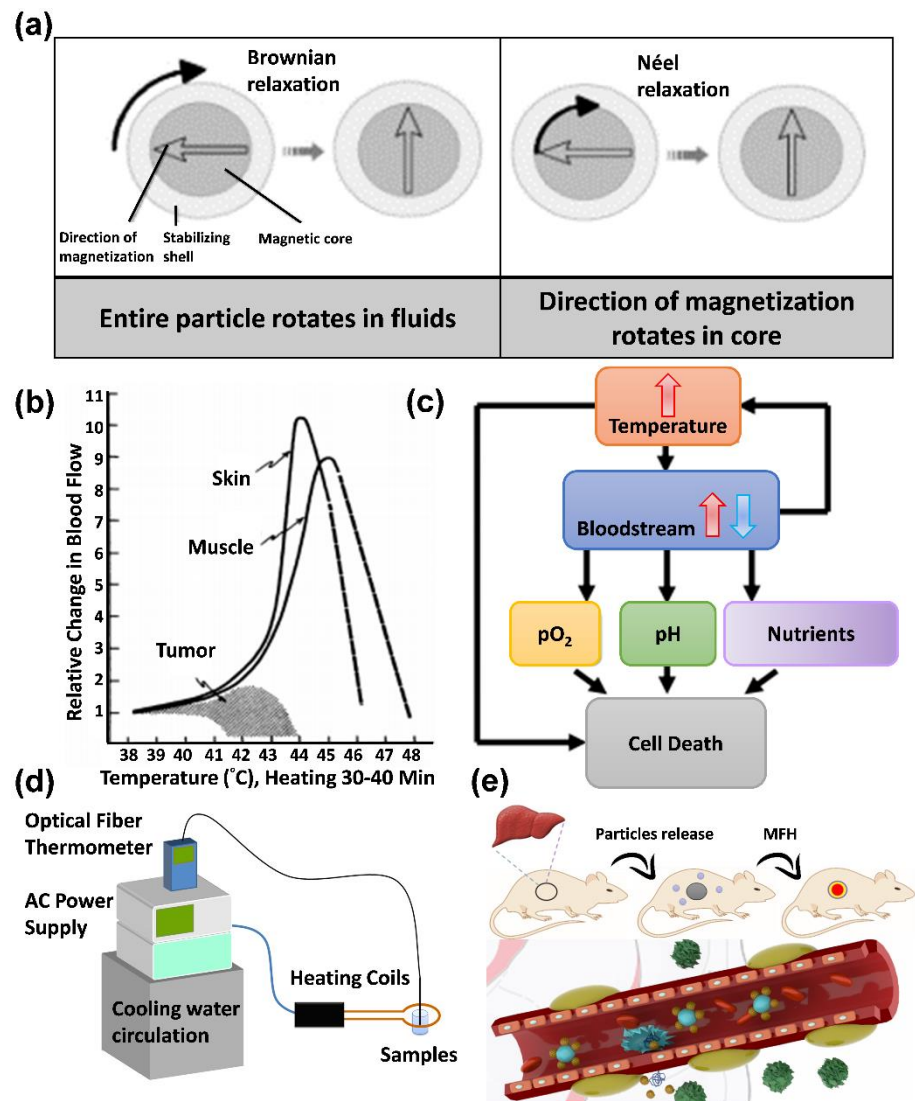 (a)
Brownian
relaxation
Néel
relaxation
Direction of
magnetization
Stabilizing
shell
Magnetic core
Entire particle rotates in fluids
Direction of magnetization
rotates in core
(b)
Relative Change in Blood Flow
11
10
9
8
7
6
5
4
3
2
1
Skin
Muscle
Tumor
38 39 40 41 42 43 44 45 46 47 48
Temperature (°C), Heating 30-40 Min
(c)
Temperature
Bloodstream
pO2
pH
Nutrients
Cell Death
(d)
Optical Fiber
Thermometer
AC Power
Supply
Cooling water
circulation
Heating Coils
Samples
(e)
Particles release
MFH